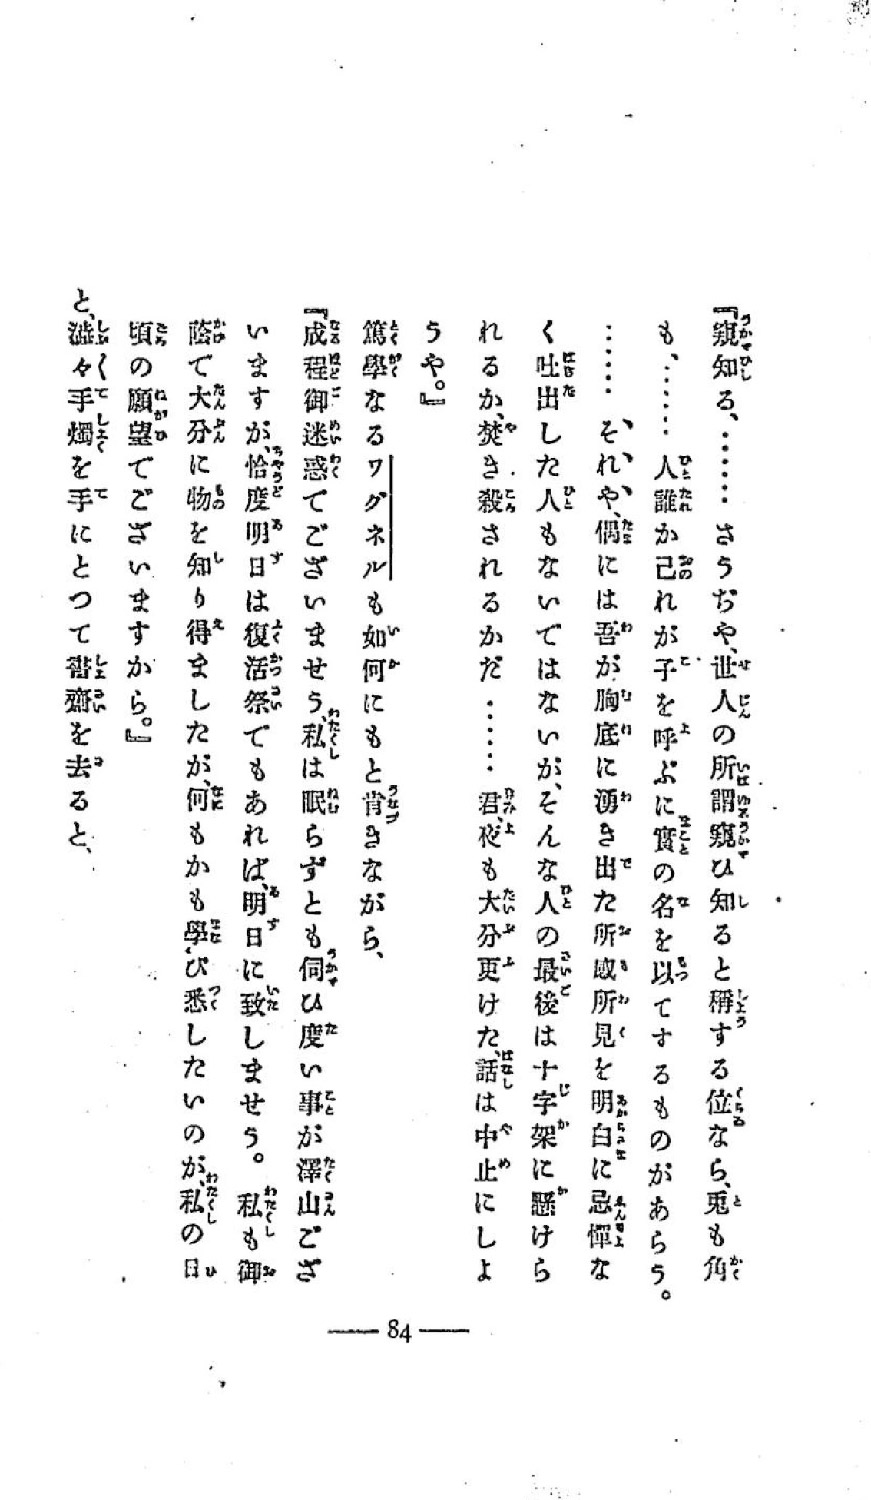 『窺知る、……さうぢや、世人の所謂窺ひ知ると稱する位なら、兎も角
も、……人誰か己れが子を呼ぶに實の名を以てするものがあらう。
……それや、偶には吾が胸底に湧き出た所感所見を明白に忌憚な
く吐出した人もないではないが、そんな人の最後は十字架に懸けら
れるか、焚き殺されるかだ……君、夜も大分更けた、話は中止にしよ
うや。』
篤學なるワグネルも如何にもと肯きながら、
『成程御迷惑でございませう、私は眠らずとも伺ひ度い事が澤山ござ
いますが、恰度明日は復活祭でもあれば、明日に致しませう。私も御
蔭で大分に物を知り得ましたが、何もかも學び悉したいのが、私の日
頃の願望でございますから。』
と、澁々手燭を手にとつて書齋を去ると、
84